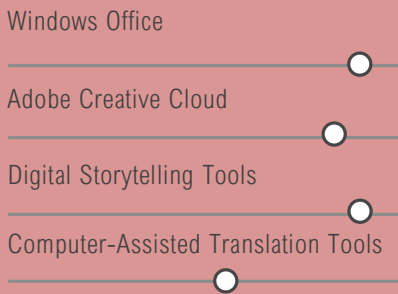 Windows Office
Adobe Creative Cloud
Digital Storytelling Tools
Computer-Assisted Translation Tools